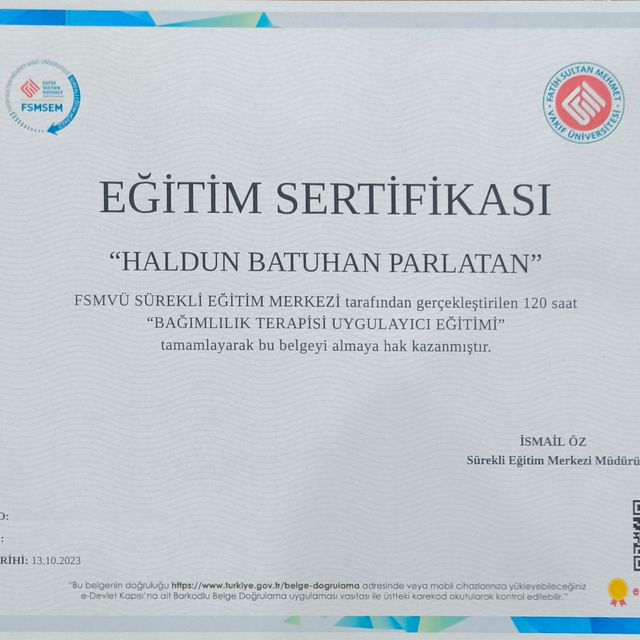 FATİH
SULTAN
MEHMET
FSMSEM
FATİH SULTAN MEHMET
VAKIF ÜNİVERSİTESİ
EĞİTİM SERTİFİKASI
“HALDUN BATUHAN PARLATAN”
FSMVÜ SÜREKLİ EĞİTİM MERKEZİ tarafından gerçekleştirilen 120 saat
“BAĞIMLILIK TERAPİSİ UYGULAYICI EĞİTİMİ”
tamamlayarak bu belgeyi almaya hak kazanmıştır.
İSMAİL ÖZ
Sürekli Eğitim Merkezi Müdürü
O:
:
RİHİ: 13.10.2023
“Bu belgenin doğruluğu https://www.turkiye.gov.tr/belge-dogrulama adresinde veya mobil cihazlarınıza yükleyebileceğiniz
e-Devlet Kapısı’na ait Barkodlu Belge Doğrulama uygulaması vasıtası ile üstteki karekod okutularak kontrol edilebilir.”
e